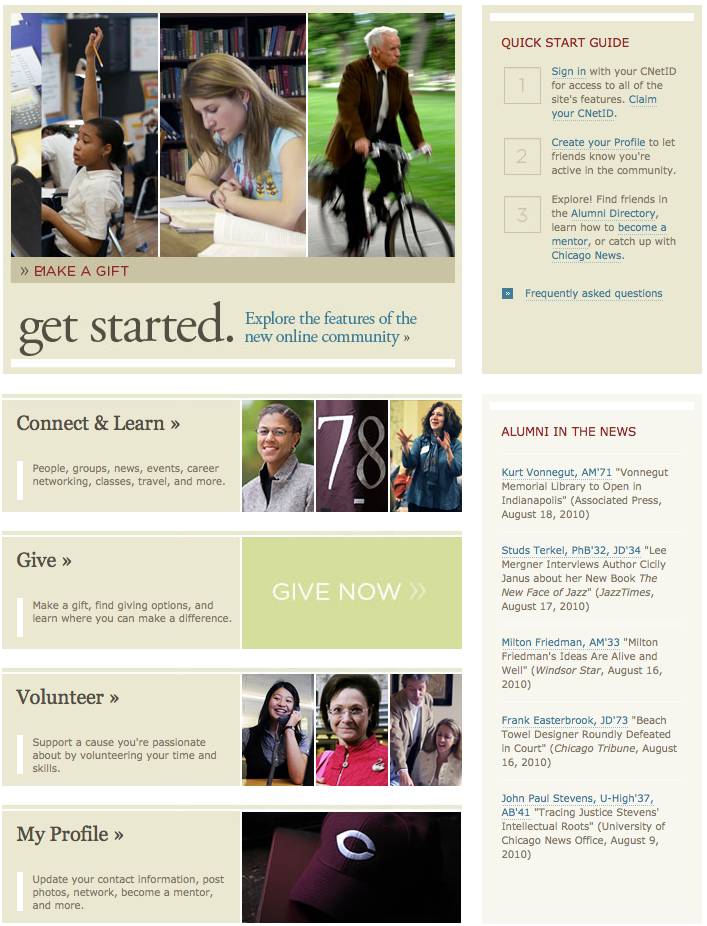 » MAKE A GIFT
get started.
Explore the features of the
new online community »
QUICK START GUIDE
1
Sign in with your CNetID
for access to all of the
site's features. Claim
your CNetID.
2
Create your Profile to let
friends know you're
active in the community.
3
Explore! Find friends in
the Alumni Directory,
learn how to become a
mentor, or catch up with
Chicago News.
» Frequently asked questions
Connect & Learn »
People, groups, news, events, career
networking, classes, travel, and more.
78
Give »
Make a gift, find giving options, and
learn where you can make a difference.
GIVE NOW »
Volunteer »
Support a cause you're passionate
about by volunteering your time and
skills.
My Profile »
Update your contact information, post
photos, network, become a mentor,
and more.
C
ALUMNI IN THE NEWS
Kurt Vonnegut, AM'71 "Vonnegut
Memorial Library to Open in
Indianapolis" (Associated Press,
August 18, 2010)
Studs Terkel, PhB'32, JD'34 "Lee
Mergner Interviews Author Cicily
Janus about her New Book The
New Face of Jazz" (JazzTimes,
August 17, 2010)
Milton Friedman, AM'33 "Milton
Friedman's Ideas Are Alive and
Well" (Windsor Star, August 16,
2010)
Frank Easterbrook, JD'73 "Beach
Towel Designer Roundly Defeated
in Court" (Chicago Tribune, August
16, 2010)
John Paul Stevens, U-High'37,
AB'41 "Tracing Justice Stevens'
Intellectual Roots" (University of
Chicago News Office, August 9,
2010)